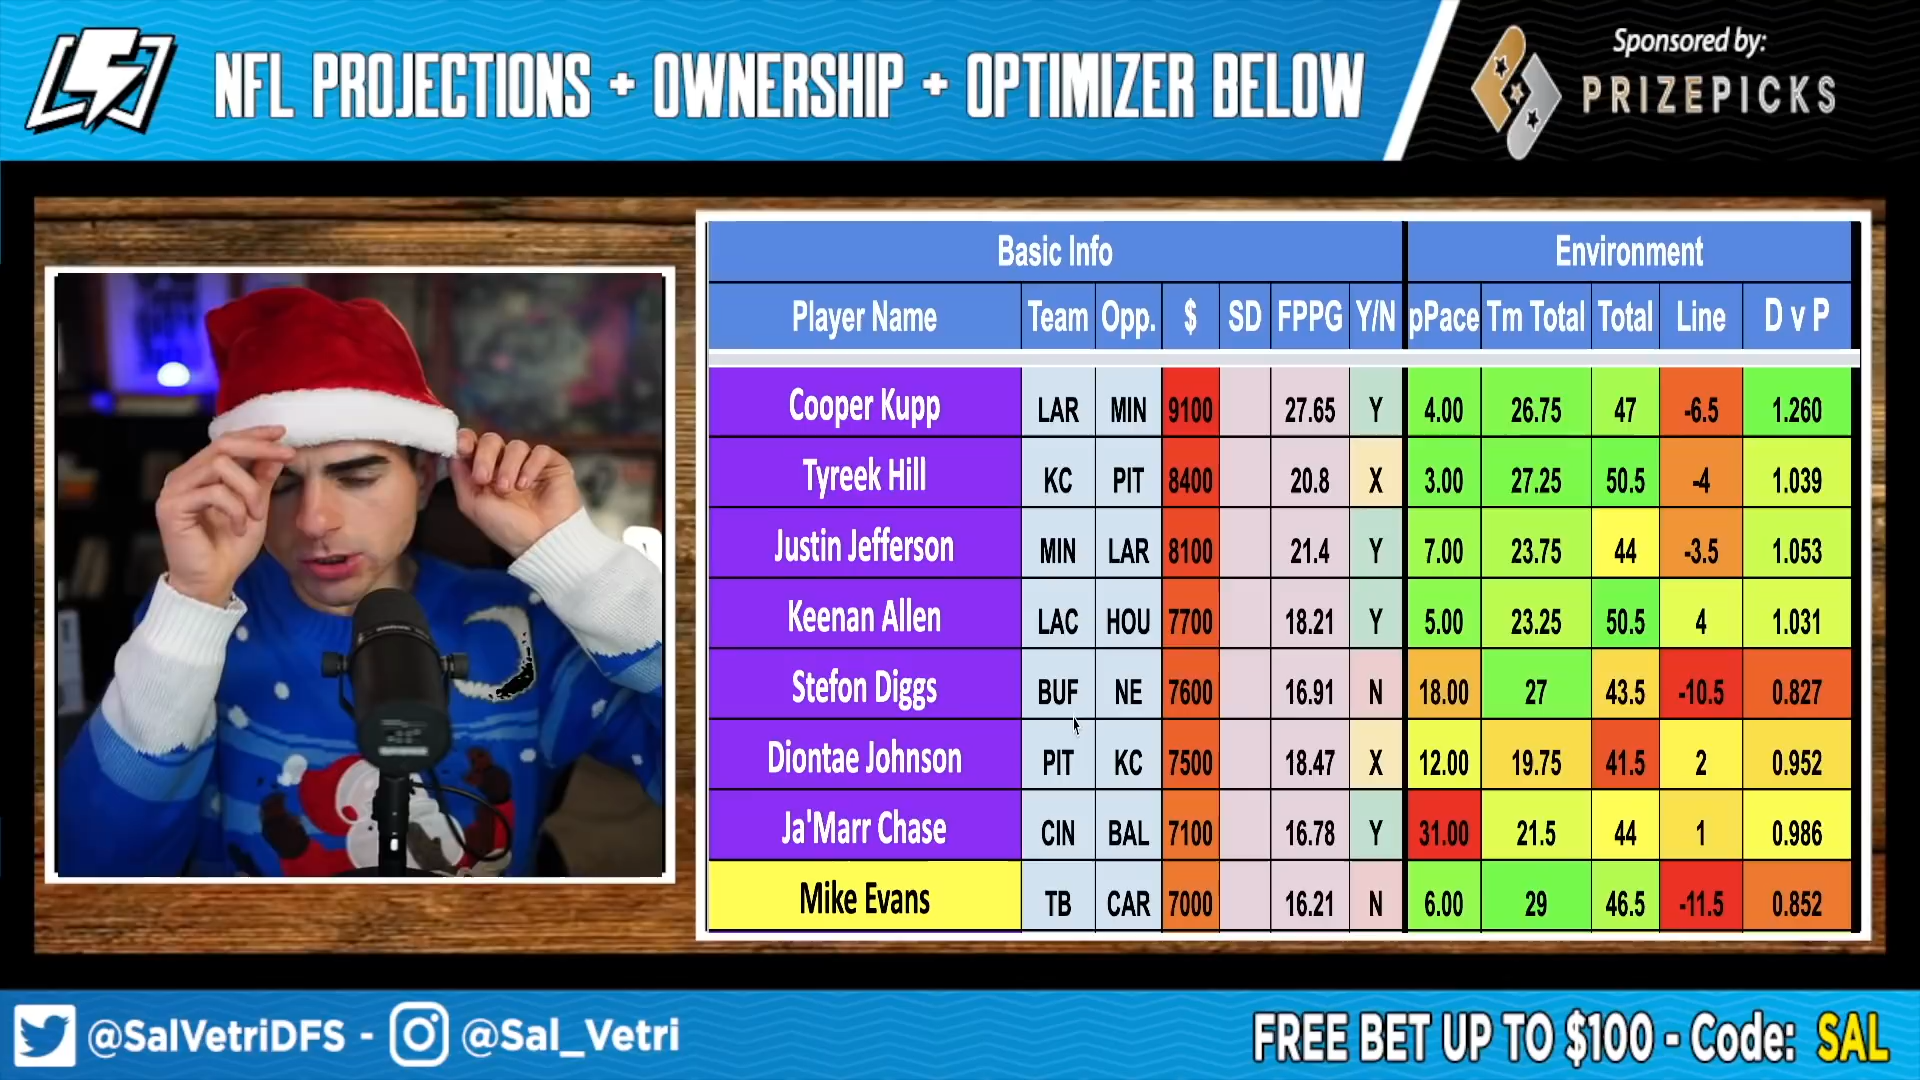 NFL PROJECTIONS + OWNERSHIP + OPTIMIZER BELOW
Sponsored by:
PRIZEPICKS
Basic Info Environment
Player Name Team Opp. $ SD FPPG Y/N pPace Tm Total Total Line D v P
Cooper Kupp LAR MIN 9100 27.65 Y 4.00 26.75 47 -6.5 1.260
Tyreek Hill KC PIT 8400 20.8 X 3.00 27.25 50.5 -4 1.039
Justin Jefferson MIN LAR 8100 21.4 Y 7.00 23.75 44 -3.5 1.053
Keenan Allen LAC HOU 7700 18.21 Y 5.00 23.25 50.5 4 1.031
Stefon Diggs BUF NE 7600 16.91 N 18.00 27 43.5 -10.5 0.827
Diontae Johnson PIT KC 7500 18.47 X 12.00 19.75 41.5 2 0.952
Ja'Marr Chase CIN BAL 7100 16.78 Y 31.00 21.5 44 1 0.986
Mike Evans TB CAR 7000 16.21 N 6.00 29 46.5 -11.5 0.852
@SalVetriDFS - @Sal_Vetri
FREE BET UP TO $100 - Code: SAL